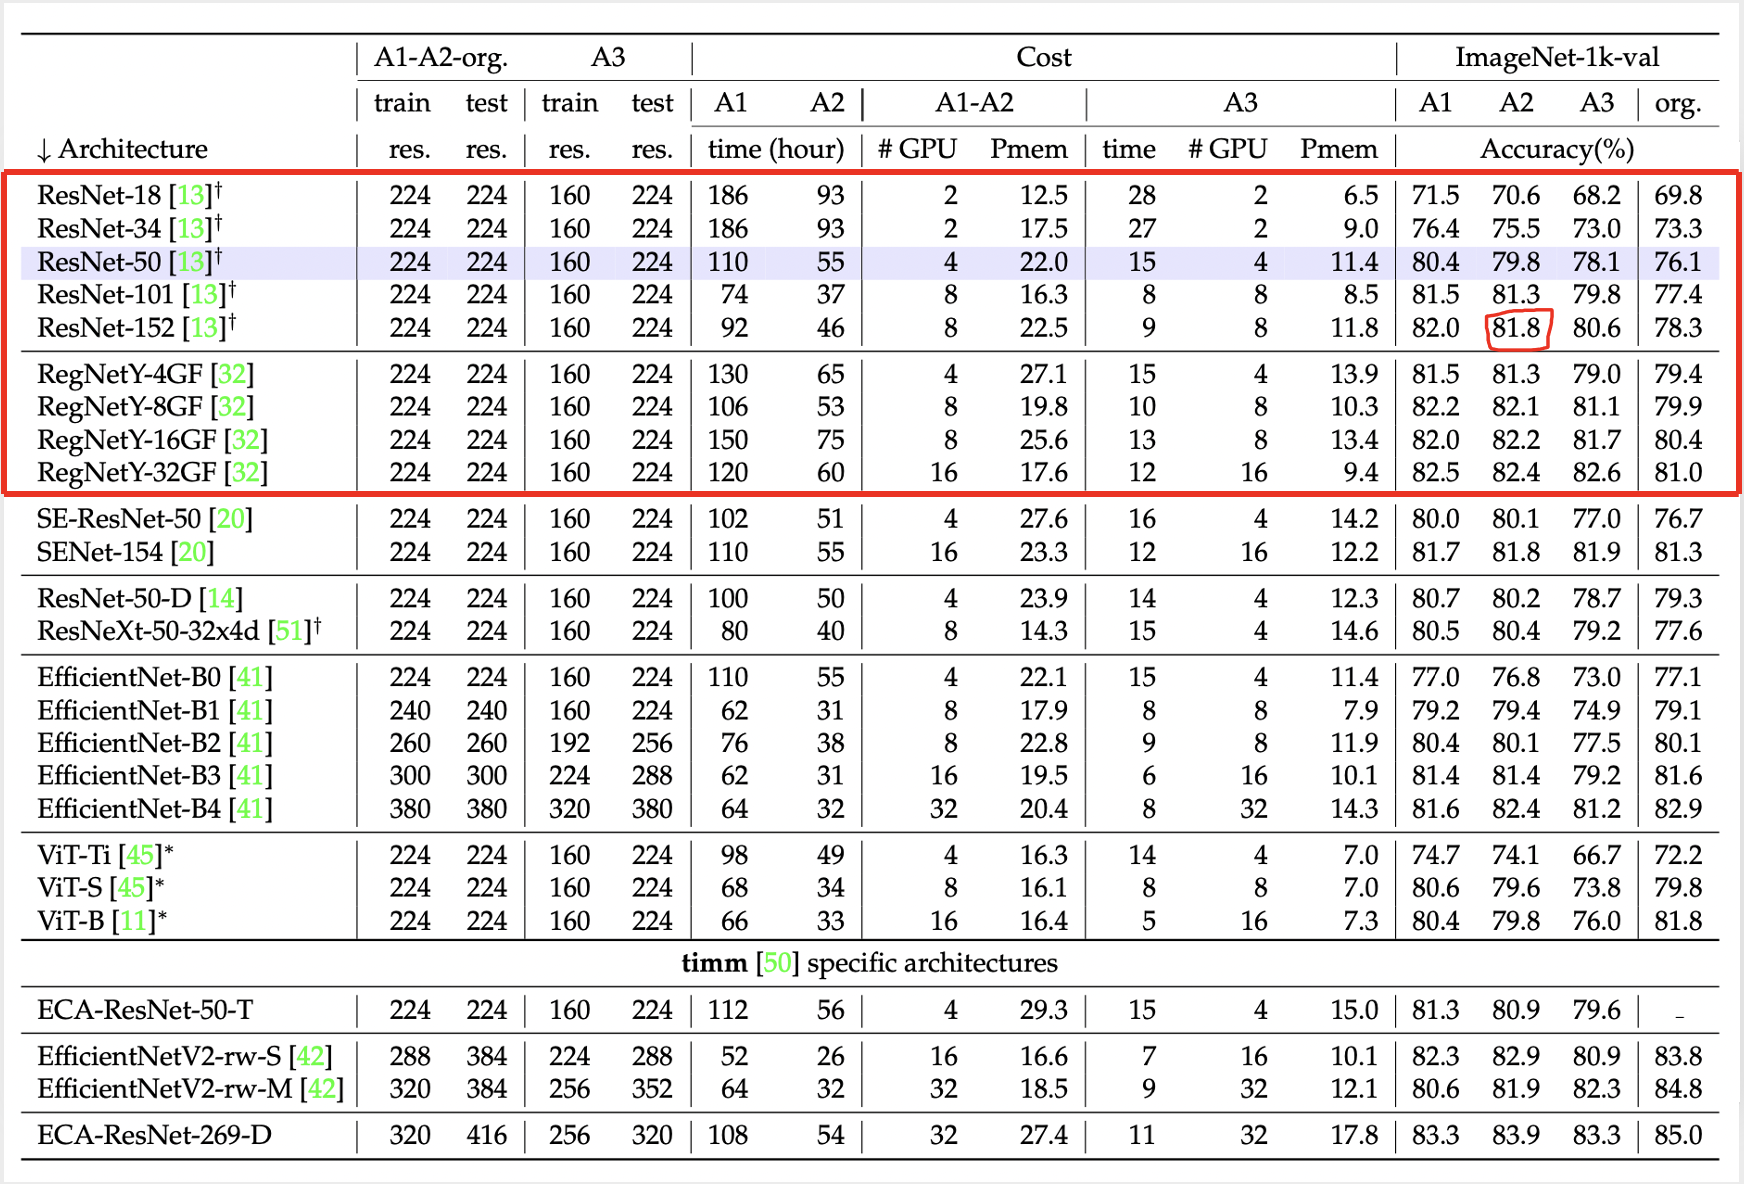 A1-A2-org. A3 Cost ImageNet-1k-val
train test train test A1 A2 A1-A2 A3 A1 A2 A3 org.
↓ Architecture res. res. res. res. time (hour) # GPU Pmem time # GPU Pmem Accuracy(%)
ResNet-18 [13]† 224 224 160 224 186 93 2 12.5 28 2 6.5 71.5 70.6 68.2 69.8
ResNet-34 [13]† 224 224 160 224 186 93 2 17.5 27 2 9.0 76.4 75.5 73.0 73.3
ResNet-50 [13]† 224 224 160 224 110 55 4 22.0 15 4 11.4 80.4 79.8 78.1 76.1
ResNet-101 [13]† 224 224 160 224 74 37 8 16.3 8 8 8.5 81.5 81.3 79.8 77.4
ResNet-152 [13]† 224 224 160 224 92 46 8 22.5 9 8 11.8 82.0 81.8 80.6 78.3
RegNetY-4GF [32] 224 224 160 224 130 65 4 27.1 15 4 13.9 81.5 81.3 79.0 79.4
RegNetY-8GF [32] 224 224 160 224 106 53 8 19.8 10 8 10.3 82.2 82.1 81.1 79.9
RegNetY-16GF [32] 224 224 160 224 150 75 8 25.6 13 8 13.4 82.0 82.2 81.7 80.4
RegNetY-32GF [32] 224 224 160 224 120 60 16 17.6 12 16 9.4 82.5 82.4 82.6 81.0
SE-ResNet-50 [20] 224 224 160 224 102 51 4 27.6 16 4 14.2 80.0 80.1 77.0 76.7
SENet-154 [20] 224 224 160 224 110 55 16 23.3 12 16 12.2 81.7 81.8 81.9 81.3
ResNet-50-D [14] 224 224 160 224 100 50 4 23.9 14 4 12.3 80.7 80.2 78.7 79.3
ResNeXt-50-32x4d [51]† 224 224 160 224 80 40 8 14.3 15 4 14.6 80.5 80.4 79.2 77.6
EfficientNet-B0 [41] 224 224 160 224 110 55 4 22.1 15 4 11.4 77.0 76.8 73.0 77.1
EfficientNet-B1 [41] 240 240 160 224 62 31 8 17.9 8 8 7.9 79.2 79.4 74.9 79.1
EfficientNet-B2 [41] 260 260 192 256 76 38 8 22.8 9 8 11.9 80.4 80.1 77.5 80.1
EfficientNet-B3 [41] 300 300 224 288 62 31 16 19.5 6 16 10.1 81.4 81.4 79.2 81.6
EfficientNet-B4 [41] 380 380 320 380 64 32 32 20.4 8 32 14.3 81.6 82.4 81.2 82.9
ViT-Ti [45]* 224 224 160 224 98 49 4 16.3 14 4 7.0 74.7 74.1 66.7 72.2
ViT-S [45]* 224 224 160 224 68 34 8 16.1 8 8 7.0 80.6 79.6 73.8 79.8
ViT-B [11]* 224 224 160 224 66 33 16 16.4 5 16 7.3 80.4 79.8 76.0 81.8
timm [50] specific architectures
ECA-ResNet-50-T 224 224 160 224 112 56 4 29.3 15 4 15.0 81.3 80.9 79.6 -
EfficientNetV2-rw-S [42] 288 384 224 288 52 26 16 16.6 7 16 10.1 82.3 82.9 80.9 83.8
EfficientNetV2-rw-M [42] 320 384 256 352 64 32 32 18.5 9 32 12.1 80.6 81.9 82.3 84.8
ECA-ResNet-269-D 320 416 256 320 108 54 32 27.4 11 32 17.8 83.3 83.9 83.3 85.0